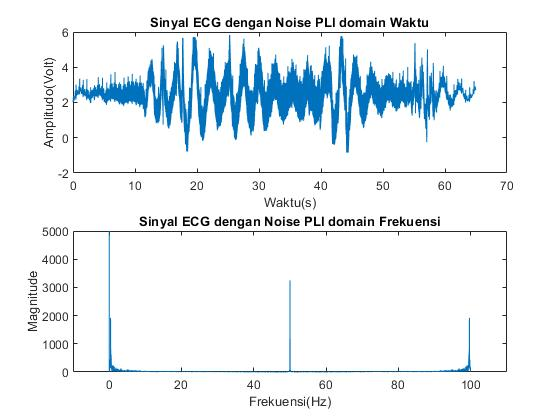 Sinyal ECG dengan Noise PLI domain Waktu
6
4
2
0
-2
Amplitudo(Volt)
0 10 20 30 40 50 60 70
Waktu(s)
Sinyal ECG dengan Noise PLI domain Frekuensi
5000
4000
3000
2000
1000
0
Magnitude
0 20 40 60 80 100
Frekuensi(Hz)